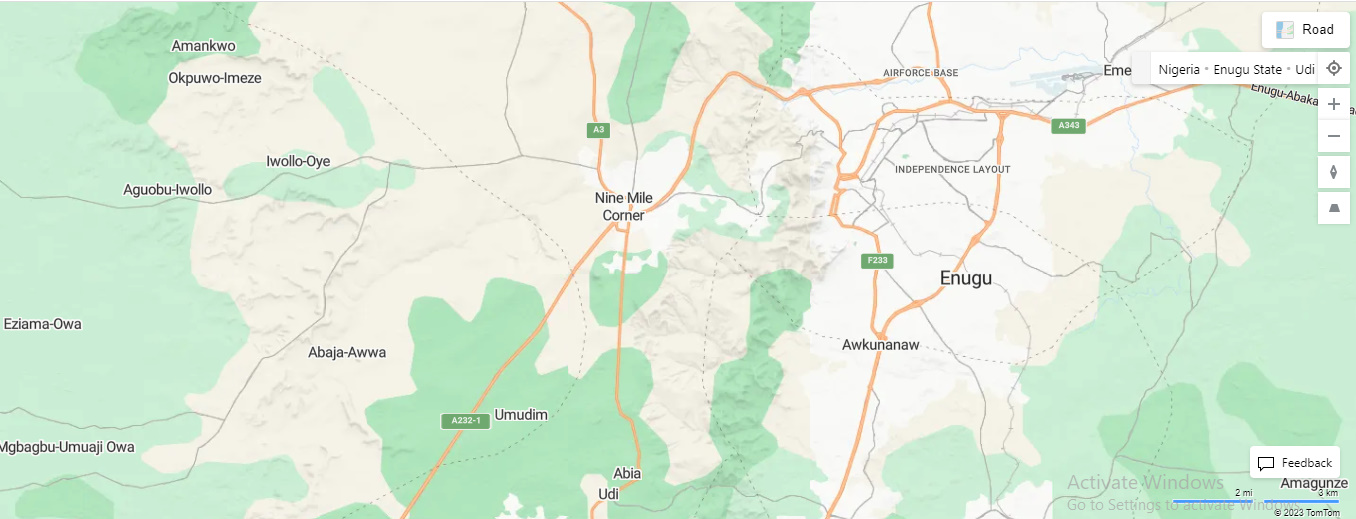 Amankwo
Okpuwo-Imeze
Road
AIRFORCE BASE
Eme
Nigeria • Enugu State • Udi
Enugu-Abaka
A3
A343
Iwollo-Oye
INDEPENDENCE LAYOUT
Aguobu-Iwollo
Nine Mile
Corner
F233
Enugu
Eziama-Owa
Abaja-Awwa
Awkunanaw
A232-1
Umudim
Mgbagbu-Umuaji Owa
Feedback
Abia
Udi
Activate Windows
Amagunze
2 mi
3 km
Go to Settings to activate Windows.
© 2023 TomTom